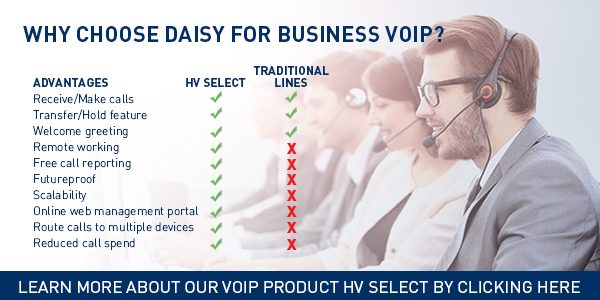 WHY CHOOSE DAISY FOR BUSINESS VOIP?
ADVANTAGES HV SELECT TRADITIONAL LINES
Receive/Make calls ✓ ✓
Transfer/Hold feature ✓ ✓
Welcome greeting ✓ ✓
Remote working ✓ X
Free call reporting ✓ X
Futureproof ✓ X
Scalability ✓ X
Online web management portal ✓ X
Route calls to multiple devices ✓ X
Reduced call spend ✓ X
LEARN MORE ABOUT OUR VOIP PRODUCT HV SELECT BY CLICKING HERE